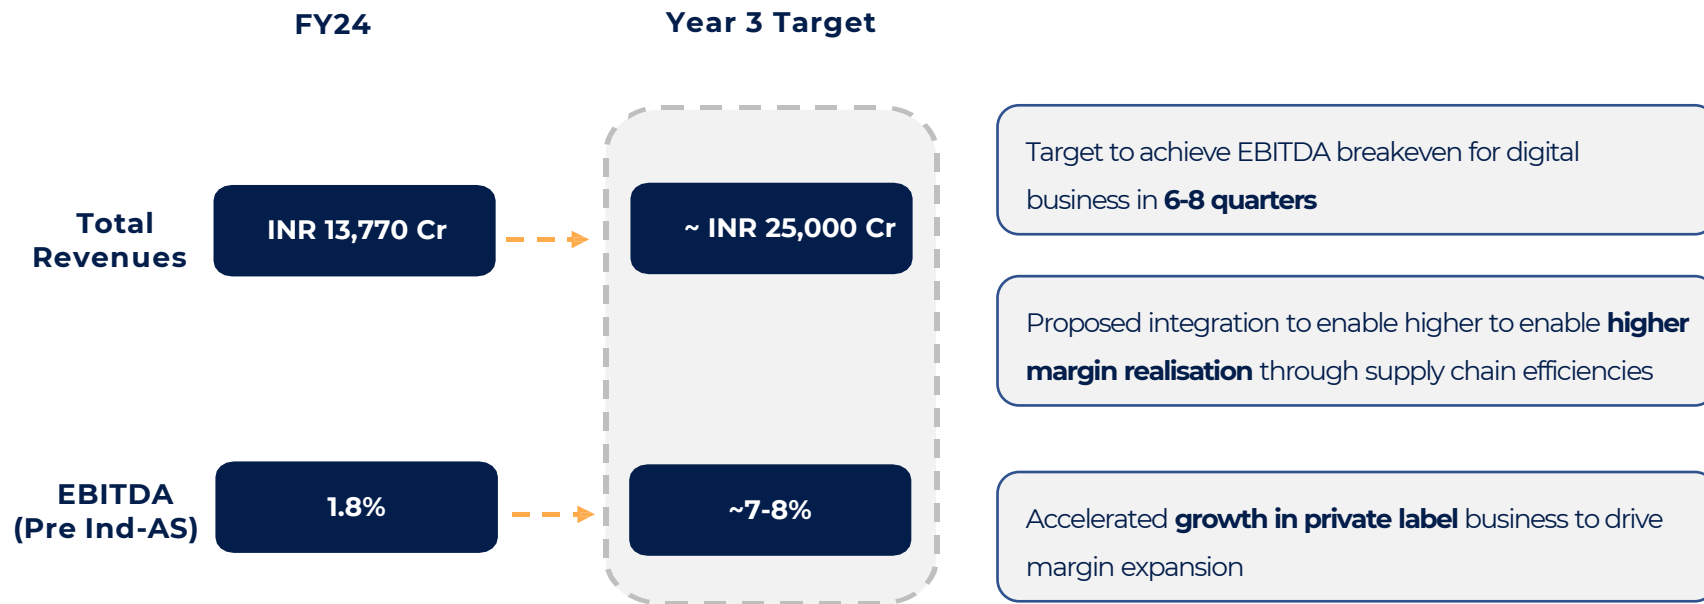 FY24
Year 3 Target
Total
Revenues
INR 13,770 Cr
~ INR 25,000 Cr
EBITDA
(Pre Ind-AS)
1.8%
~7-8%
Target to achieve EBITDA breakeven for digital
business in 6-8 quarters
Proposed integration to enable higher to enable higher
margin realisation through supply chain efficiencies
Accelerated growth in private label business to drive
margin expansion